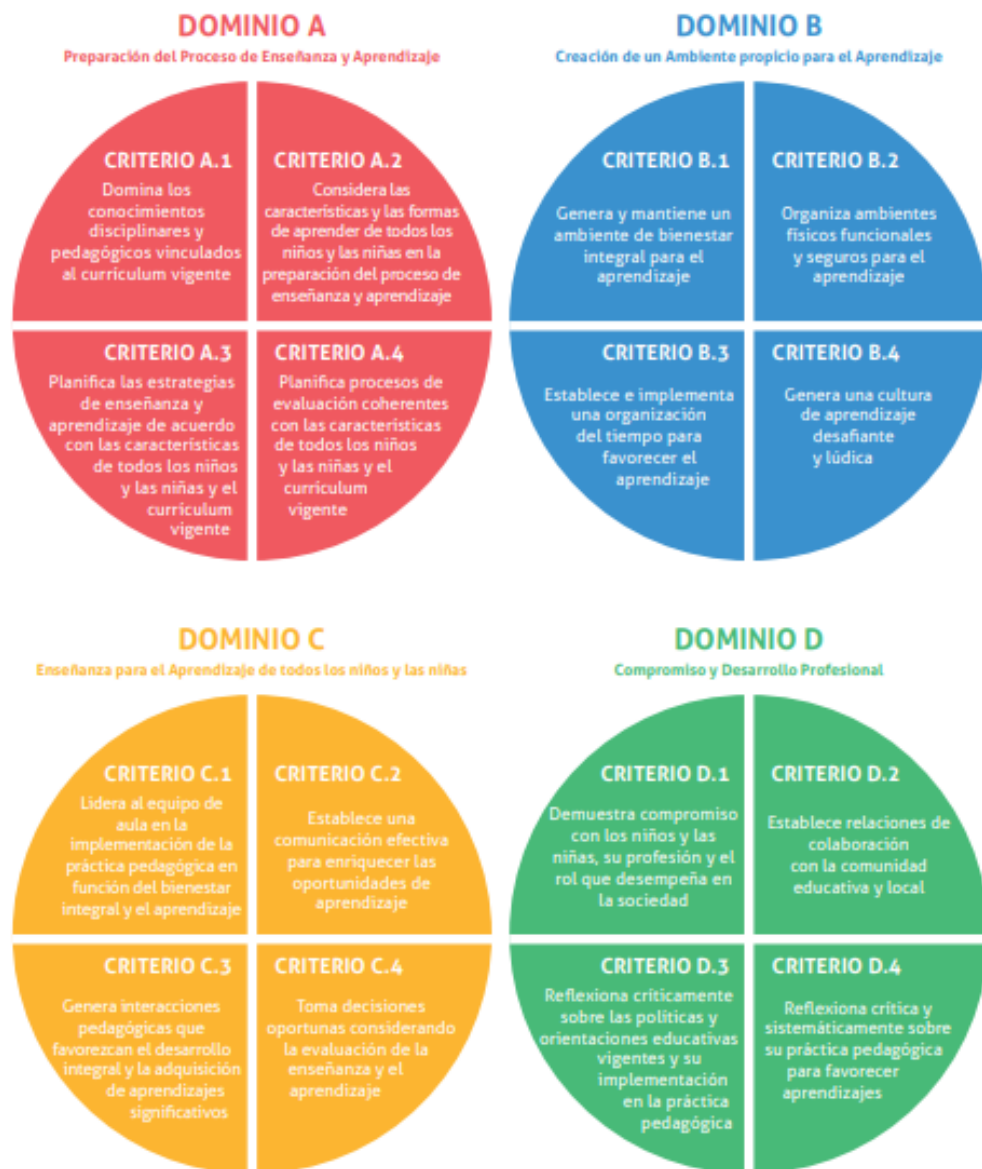 DOMINIO A
Preparación del Proceso de Enseñanza y Aprendizaje
CRITERIO A.1
Domina los
conocimientos
disciplinares y
pedagógicos vinculados
al currículum vigente
CRITERIO A.2
Considera las
características y las formas
de aprender de todos los
niños y las niñas en la
preparación del proceso de
enseñanza y aprendizaje
CRITERIO A.3
Planifica las estrategias
de enseñanza y
aprendizaje de acuerdo
con las características
de todos los niños
y las niñas y el
currículum
vigente
CRITERIO A.4
Planifica procesos de
evaluación coherentes
con las características
de todos los niños
y las niñas y el
currículum
vigente
DOMINIO B
Creación de un Ambiente propicio para el Aprendizaje
CRITERIO B.1
Genera y mantiene un
ambiente de bienestar
integral para el
aprendizaje
CRITERIO B.2
Organiza ambientes
físicos funcionales
y seguros para el
aprendizaje
CRITERIO B.3
Establece e implementa
una organización
del tiempo para
favorecer el
aprendizaje
CRITERIO B.4
Genera una cultura
de aprendizaje
desafiante
y lúdica
DOMINIO C
Enseñanza para el Aprendizaje de todos los niños y las niñas
CRITERIO C.1
Lidera al equipo de
aula en la
implementación de la
práctica pedagógica en
función del bienestar
integral y el aprendizaje
CRITERIO C.2
Establece una
comunicación efectiva
para enriquecer las
oportunidades de
aprendizaje
CRITERIO C.3
Genera interacciones
pedagógicas que
favorezcan el desarrollo
integral y la adquisición
de aprendizajes
significativos
CRITERIO C.4
Toma decisiones
oportunas considerando
la evaluación de la
enseñanza y el
aprendizaje
DOMINIO D
Compromiso y Desarrollo Profesional
CRITERIO D.1
Demuestra compromiso
con los niños y las
niñas, su profesión y el
rol que desempeña en
la sociedad
CRITERIO D.2
Establece relaciones de
colaboración
con la comunidad
educativa y local
CRITERIO D.3
Reflexiona críticamente
sobre las políticas y
orientaciones educativas
vigentes y su
implementación
en la práctica
pedagógica
CRITERIO D.4
Reflexiona crítica y
sistemáticamente sobre
su práctica pedagógica
para favorecer
aprendizajes